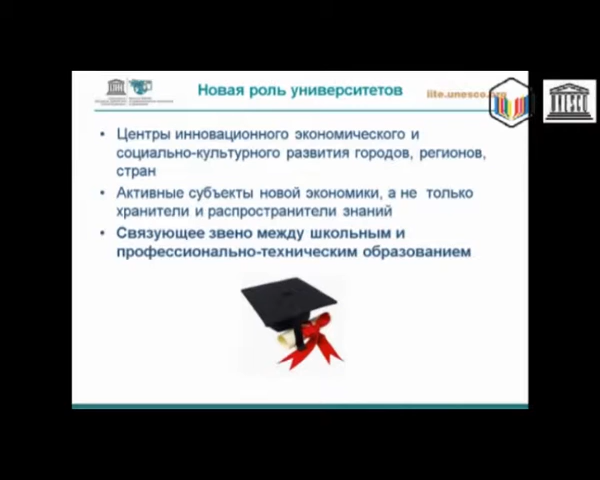 Новая роль университетов
iite.unesco.org
• Центры инновационного экономического и
социально-культурного развития городов, регионов,
стран
• Активные субъекты новой экономики, а не только
хранители и распространители знаний
• Связующее звено между школьным и
профессионально-техническим образованием